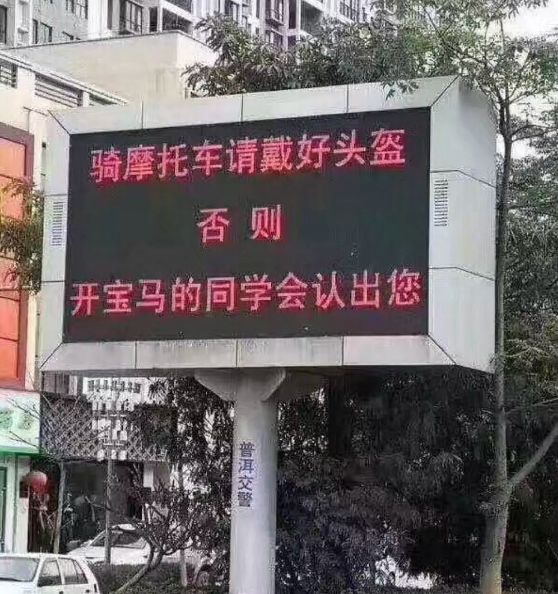 骑摩托车请戴好头盔
否则
开宝马的同学会认出您
普洱交警